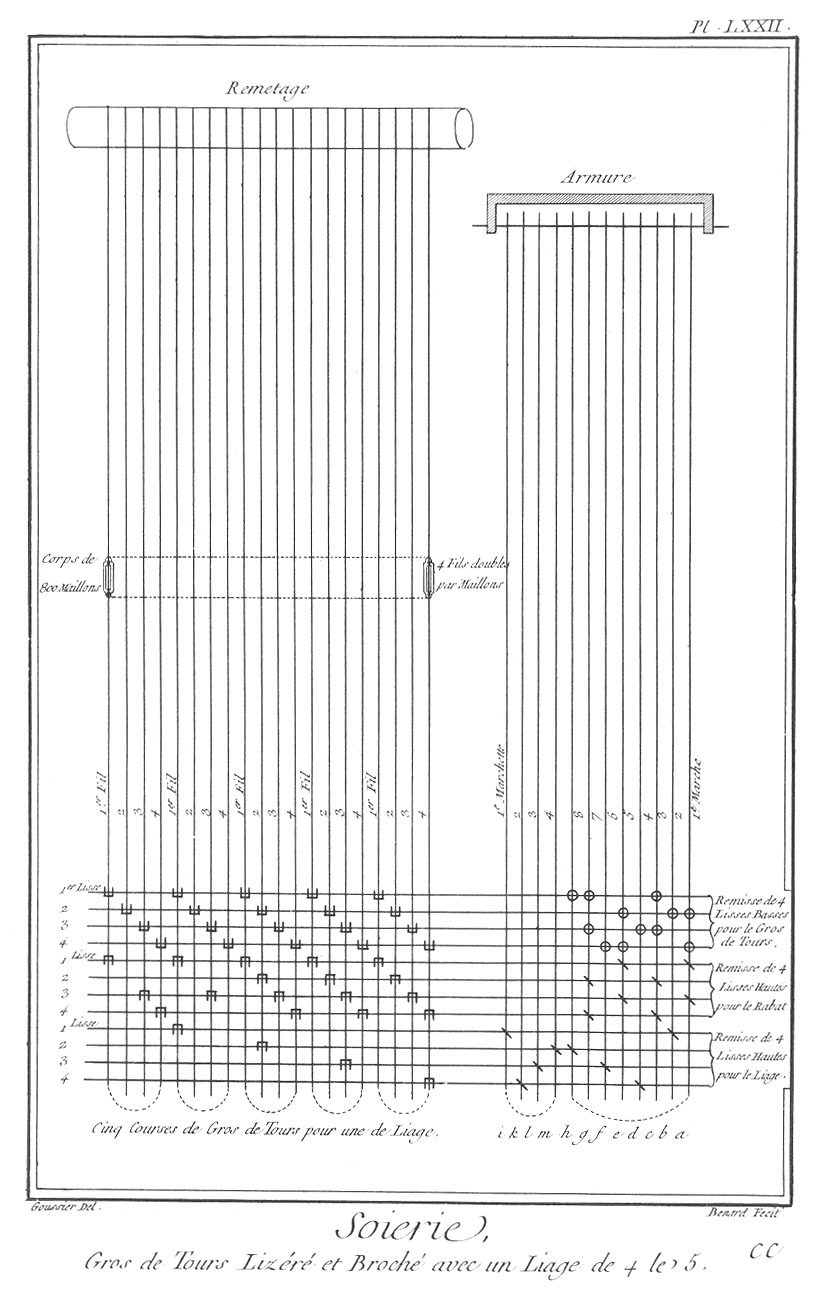 Pl. LXXII.
Remetage
Armure
Corps de
800 Maillons
4 Fils doubles
par Maillons
1er Fil 2 3 4 1er Fil 2 3 4 1er Fil 2 3 4 1er Fil 2 3 4 1er Fil 2 3 4
1e Marchette 2 3 4 8 7 6 5 4 3 2 1e Marche
1er Lisse
2
3
4
1 Lisse
2
3
4
1 Lisse
2
3
4
Remisse de 4
Lisses Basses
pour le Gros
de Tours.
Remisse de 4
Lisses Hautes
pour le Rabat
Remisse de 4
Lisses Hautes
pour le Liage.
Cinq Courses de Gros de Tours pour une de Liage.
i k l m h g f e d c b a
Goussier Del.
Benard Fecit
Soierie,
CC
Gros de Tours Lizéré et Broché avec un Liage de 4 le 5.